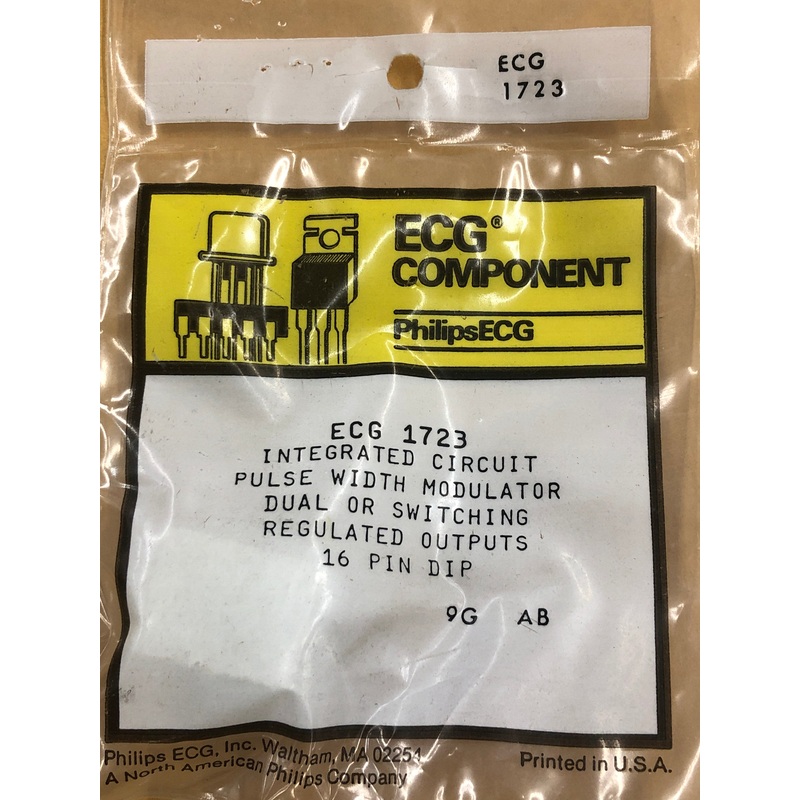 ECG
1723
ECG®
COMPONENT
PhilipsECG
ECG 1723
INTEGRATED CIRCUIT
PULSE WIDTH MODULATOR
DUAL OR SWITCHING
REGULATED OUTPUTS
16 PIN DIP
9G AB
Philips ECG, Inc. Waltham, MA 02254
A North American Philips Company
Printed in U.S.A.